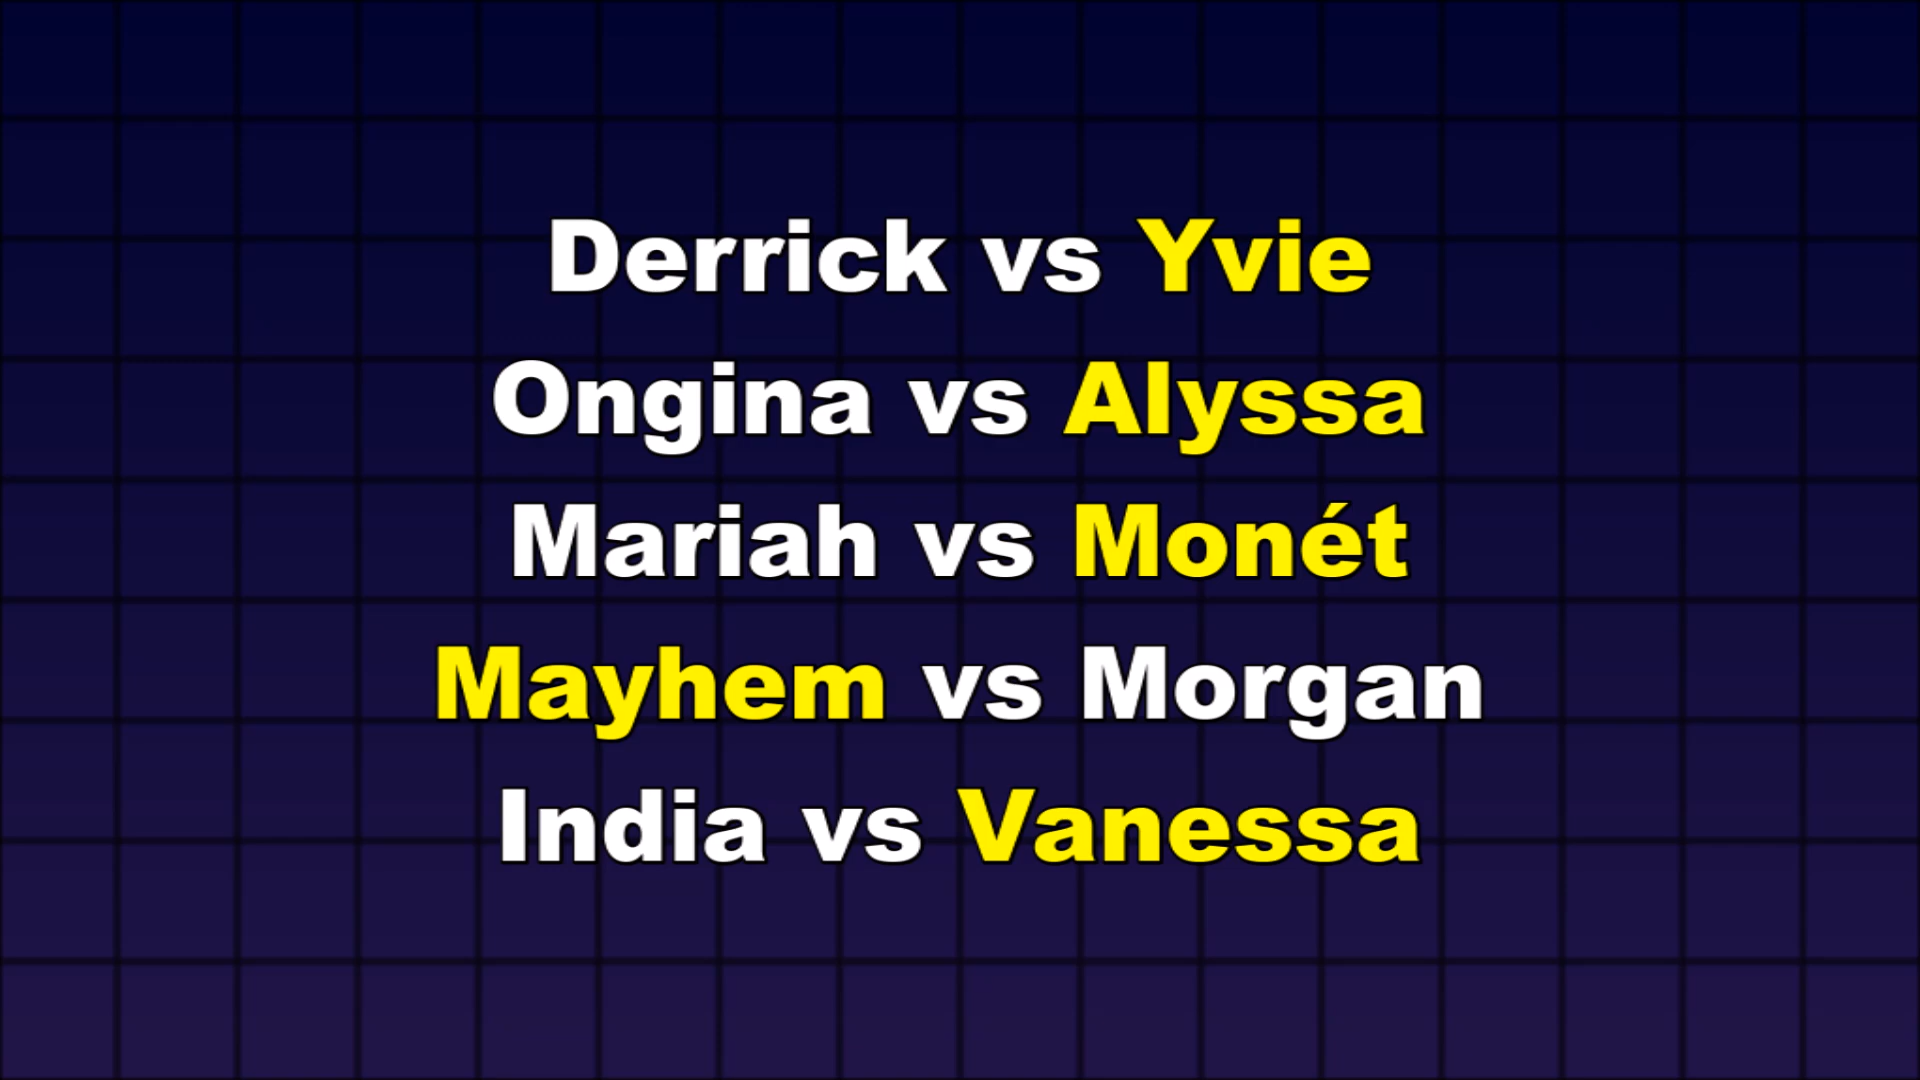 Derrick vs Yvie
Ongina vs Alyssa
Mariah vs Monét
Mayhem vs Morgan
India vs Vanessa